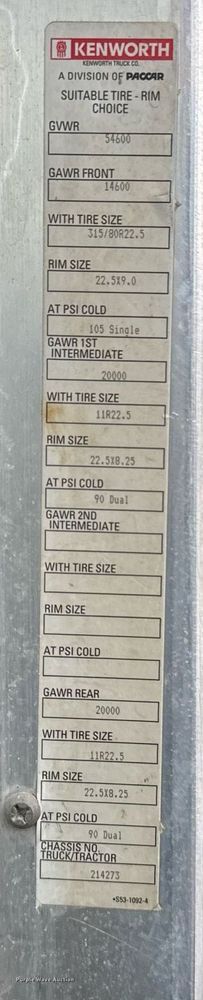 KENWORTH
KENWORTH TRUCK CO.
A DIVISION OF PACCAR
SUITABLE TIRE - RIM
CHOICE
GVWR
54600
GAWR FRONT
14600
WITH TIRE SIZE
315/80R22.5
RIM SIZE
22.5X9.0
AT PSI COLD
105 Single
GAWR 1ST
INTERMEDIATE
20000
WITH TIRE SIZE
11R22.5
RIM SIZE
22.5X8.25
AT PSI COLD
90 Dual
GAWR 2ND
INTERMEDIATE
WITH TIRE SIZE
RIM SIZE
AT PSI COLD
GAWR REAR
20000
WITH TIRE SIZE
11R22.5
RIM SIZE
22.5X8.25
AT PSI COLD
90 Dual
CHASSIS NO.
TRUCK/TRACTOR
214273
•S53-1092-4
Purple Wave Auction